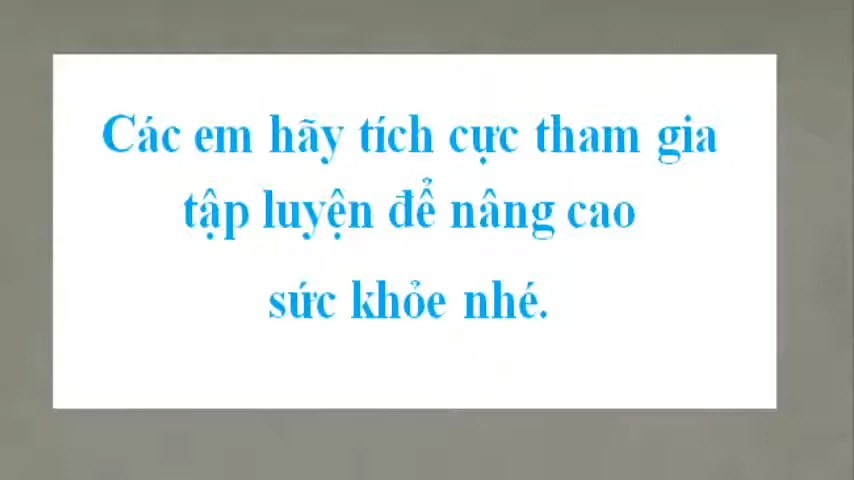 Các em hãy tích cực tham gia
tập luyện để nâng cao
sức khỏe nhé.